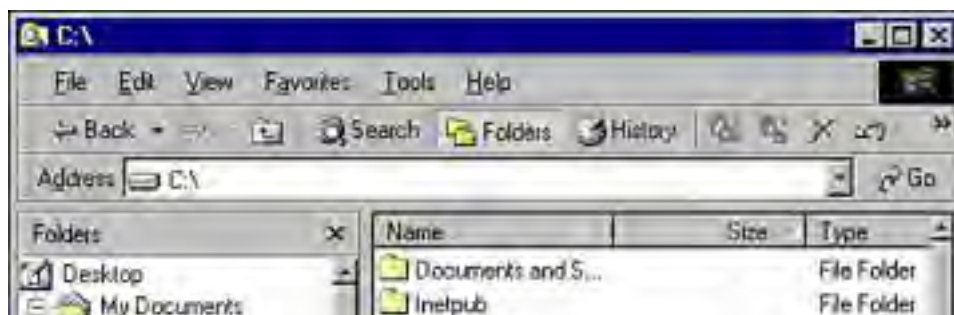 C:\
File Edit View Favorites Tools Help
Back Search Folders History »
Address C:\ Go
Folders × Name Size Type
Desktop Documents and S... File Folder
My Documents Inetpub File Folder